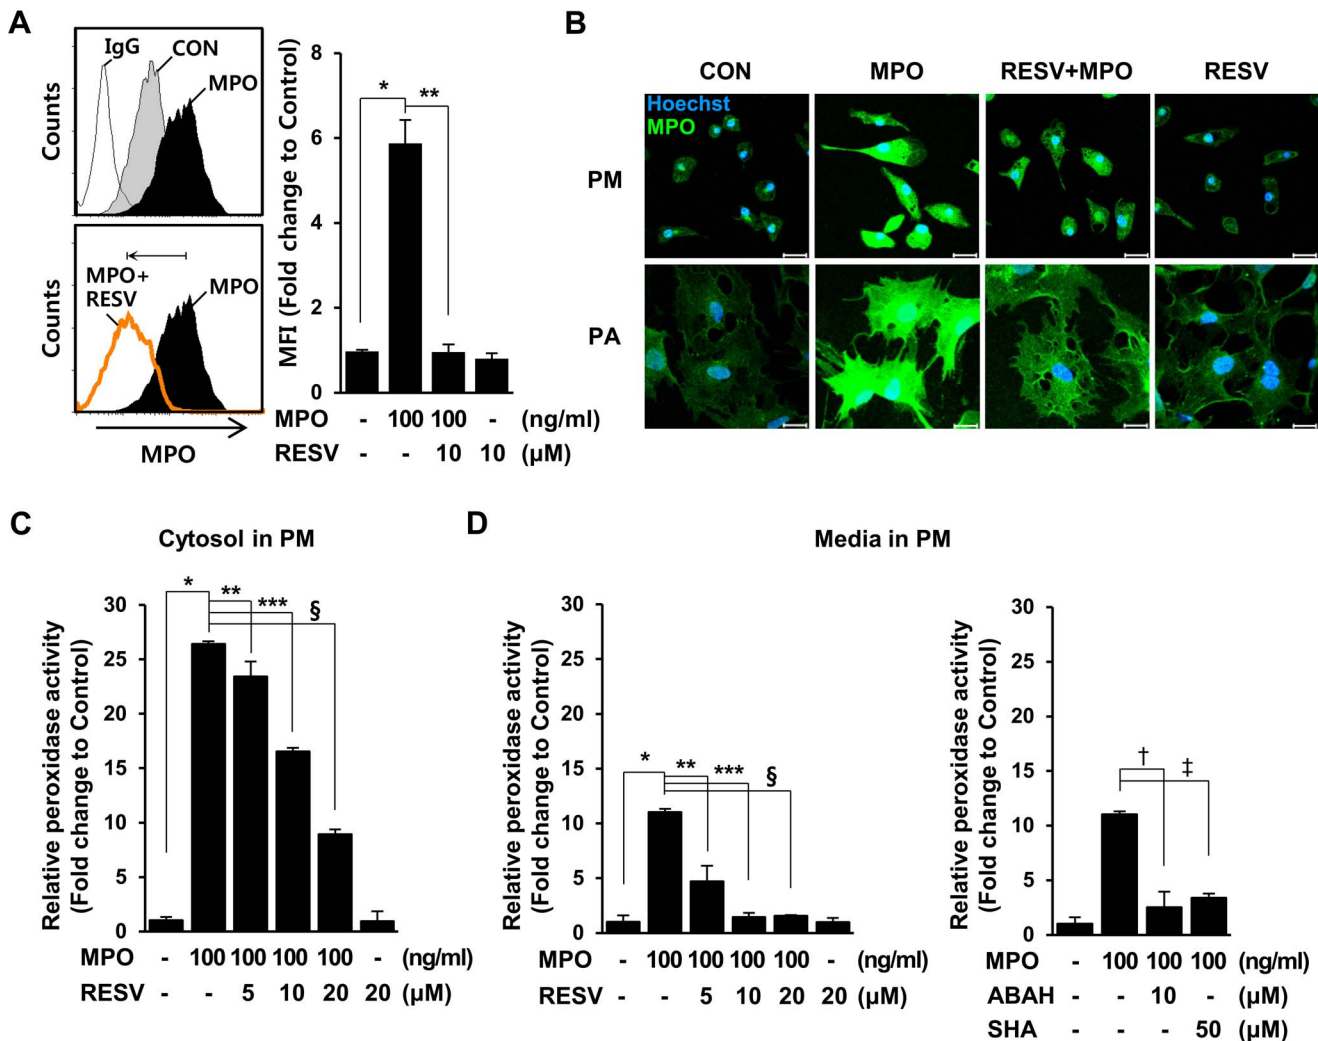 A
IgG
CON
MPO
Counts
MPO+
RESV
MPO
Counts
MPO
MFI (Fold change to Control)
8
6
4
2
0
*
**
MPO - 100 100 - (ng/ml)
RESV - - 10 10 (µM)
B
CON MPO RESV+MPO RESV
Hoechst
MPO
PM
PA
C
Cytosol in PM
Relative peroxidase activity
(Fold change to Control)
30
25
20
15
10
5
0
*
**
***
§
MPO - 100 100 100 100 - (ng/ml)
RESV - - 5 10 20 20 (µM)
D
Media in PM
Relative peroxidase activity
(Fold change to Control)
30
25
20
15
10
5
0
*
**
***
§
MPO - 100 100 100 100 - (ng/ml)
RESV - - 5 10 20 20 (µM)
Relative peroxidase activity
(Fold change to Control)
30
25
20
15
10
5
0
†
‡
MPO - 100 100 100 (ng/ml)
ABAH - - 10 - (µM)
SHA - - - 50 (µM)